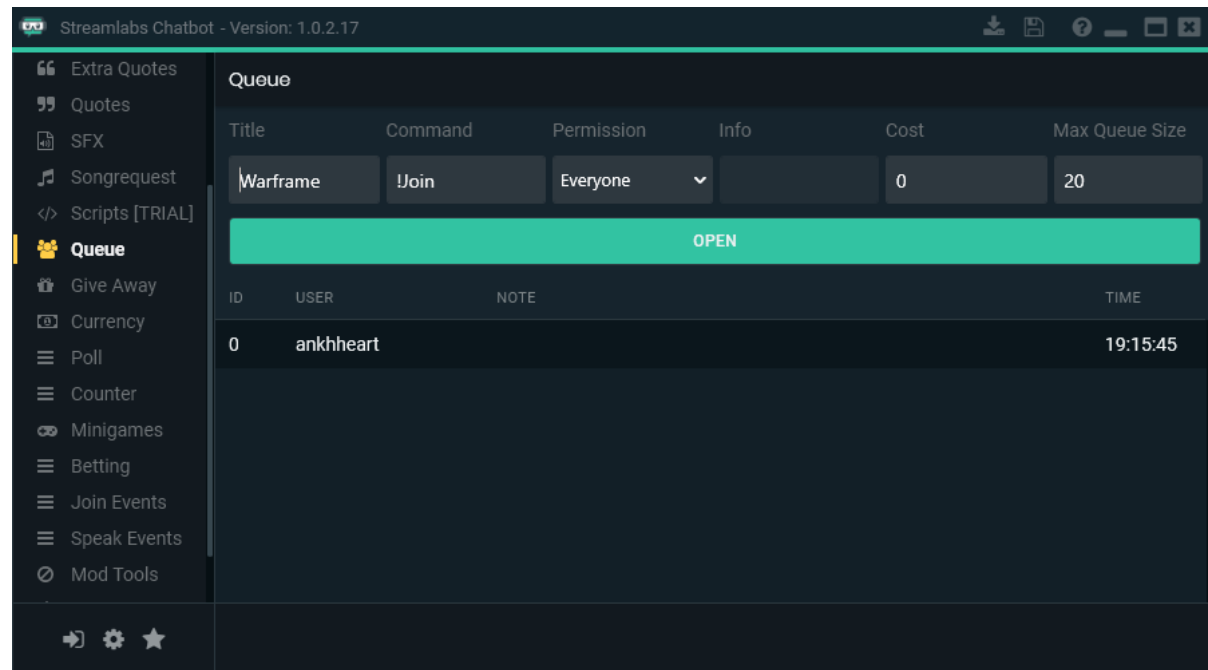 Streamlabs Chatbot - Version: 1.0.2.17
Extra Quotes
Quotes
SFX
Songrequest
Scripts [TRIAL]
Queue
Give Away
Currency
Poll
Counter
Minigames
Betting
Join Events
Speak Events
Mod Tools
Queue
Title Command Permission Info Cost Max Queue Size
Warframe !Join Everyone 0 20
OPEN
ID USER NOTE TIME
0 ankhheart 19:15:45